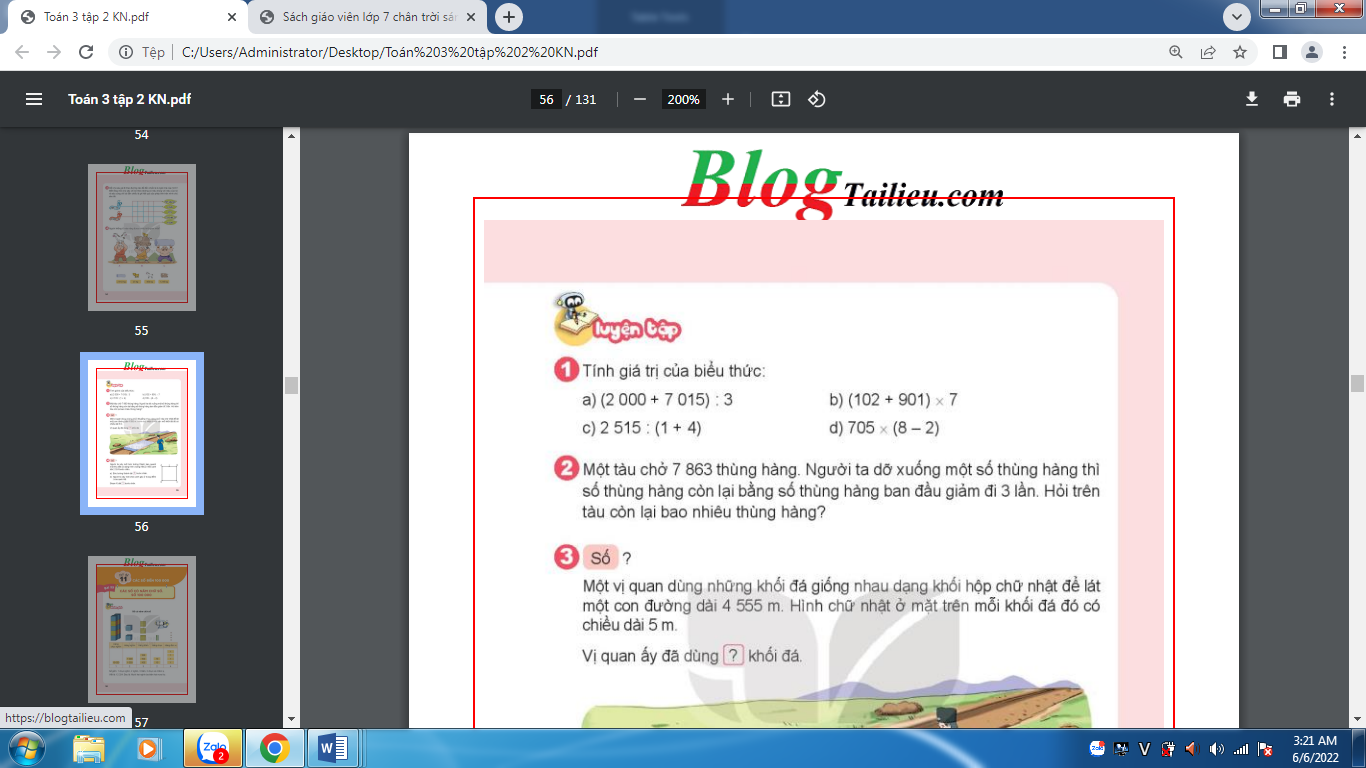 Toán 3 tập 2 KN.pdf
Sách giáo viên lớp 7 chân trời sán
Tệp
C:/Users/Administrator/Desktop/Toán%203%20tập%202%20KN.pdf
Toán 3 tập 2 KN.pdf
56 / 131
200%
54
55
56
57
Blog Tailieu.com
luyện tập
1 Tính giá trị của biểu thức:
a) (2 000 + 7 015) : 3
b) (102 + 901) × 7
c) 2 515 : (1 + 4)
d) 705 × (8 – 2)
2 Một tàu chở 7 863 thùng hàng. Người ta dỡ xuống một số thùng hàng thì
số thùng hàng còn lại bằng số thùng hàng ban đầu giảm đi 3 lần. Hỏi trên
tàu còn lại bao nhiêu thùng hàng?
3 Số ?
Một vị quan dùng những khối đá giống nhau dạng khối hộp chữ nhật để lát
một con đường dài 4 555 m. Hình chữ nhật ở mặt trên mỗi khối đá đó có
chiều dài 5 m.
Vị quan ấy đã dùng ? khối đá.
https://blogtailieu.com
Zalo
2
3:21 AM
6/6/2022